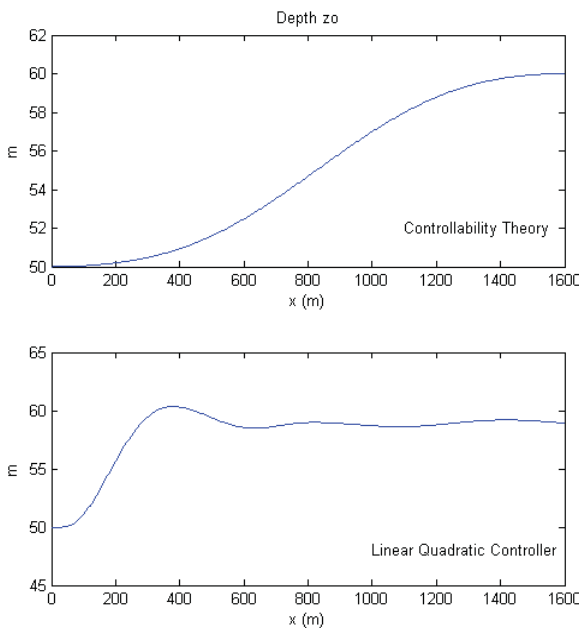 Depth zo
62
60
58
56
54
52
50
m
Controllability Theory
0 200 400 600 800 1000 1200 1400 1600
x (m)
65
60
55
50
45
m
Linear Quadratic Controller
0 200 400 600 800 1000 1200 1400 1600
x (m)